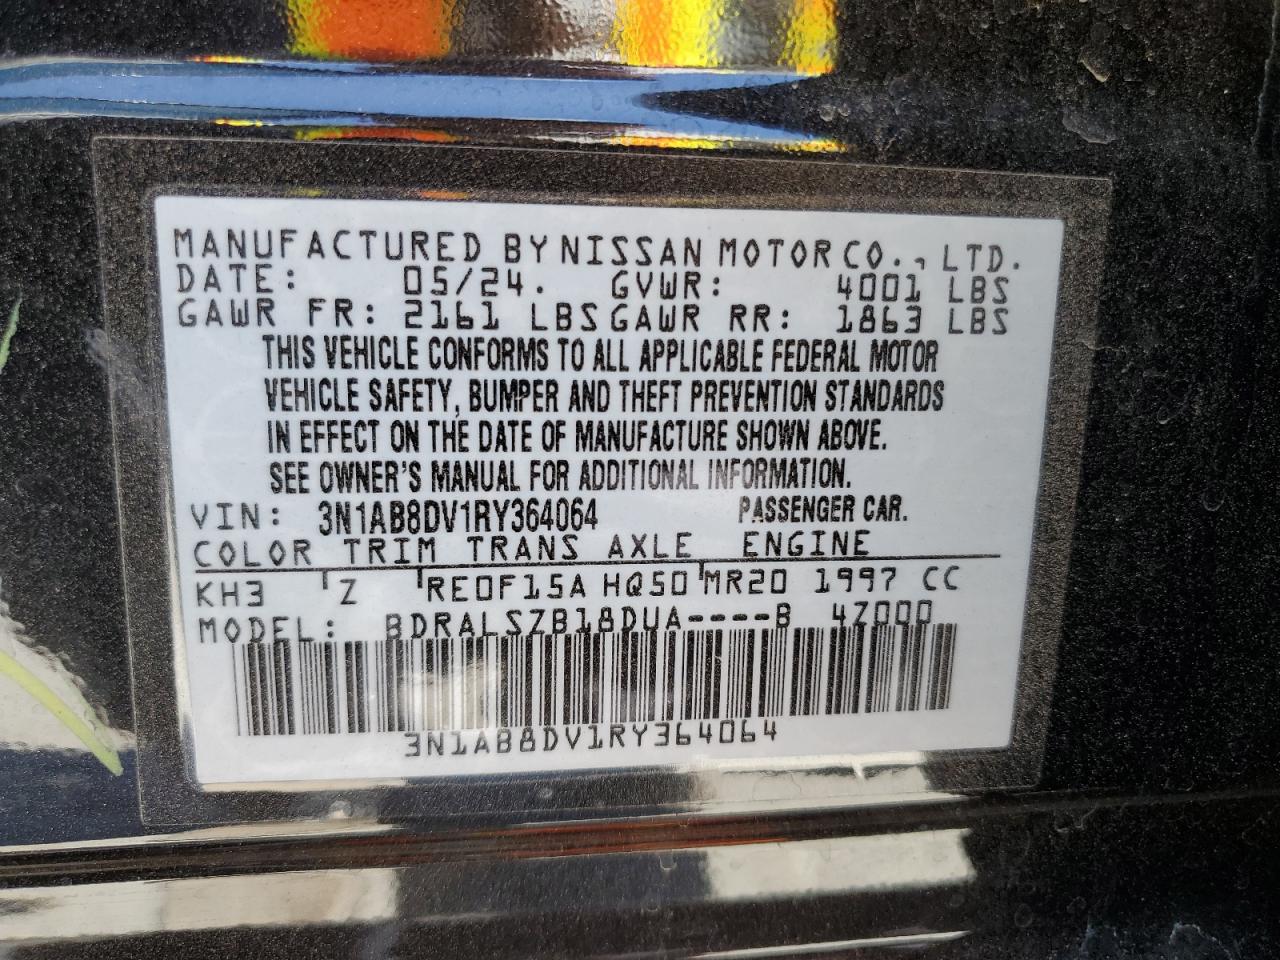 MANUFACTURED BY NISSAN MOTOR CO., LTD.
DATE: 05/24. GVWR: 4001 LBS
GAWR FR: 2161 LBS GAWR RR: 1863 LBS
THIS VEHICLE CONFORMS TO ALL APPLICABLE FEDERAL MOTOR
VEHICLE SAFETY, BUMPER AND THEFT PREVENTION STANDARDS
IN EFFECT ON THE DATE OF MANUFACTURE SHOWN ABOVE.
SEE OWNER'S MANUAL FOR ADDITIONAL INFORMATION.
VIN: 3N1AB8DV1RY364064 PASSENGER CAR.
COLOR TRIM TRANS AXLE ENGINE
KH3 Z RE0F15A HQ50 MR20 1997 CC
MODEL: BDRALSZB18DUA----B 4Z000
3N1AB8DV1RY364064